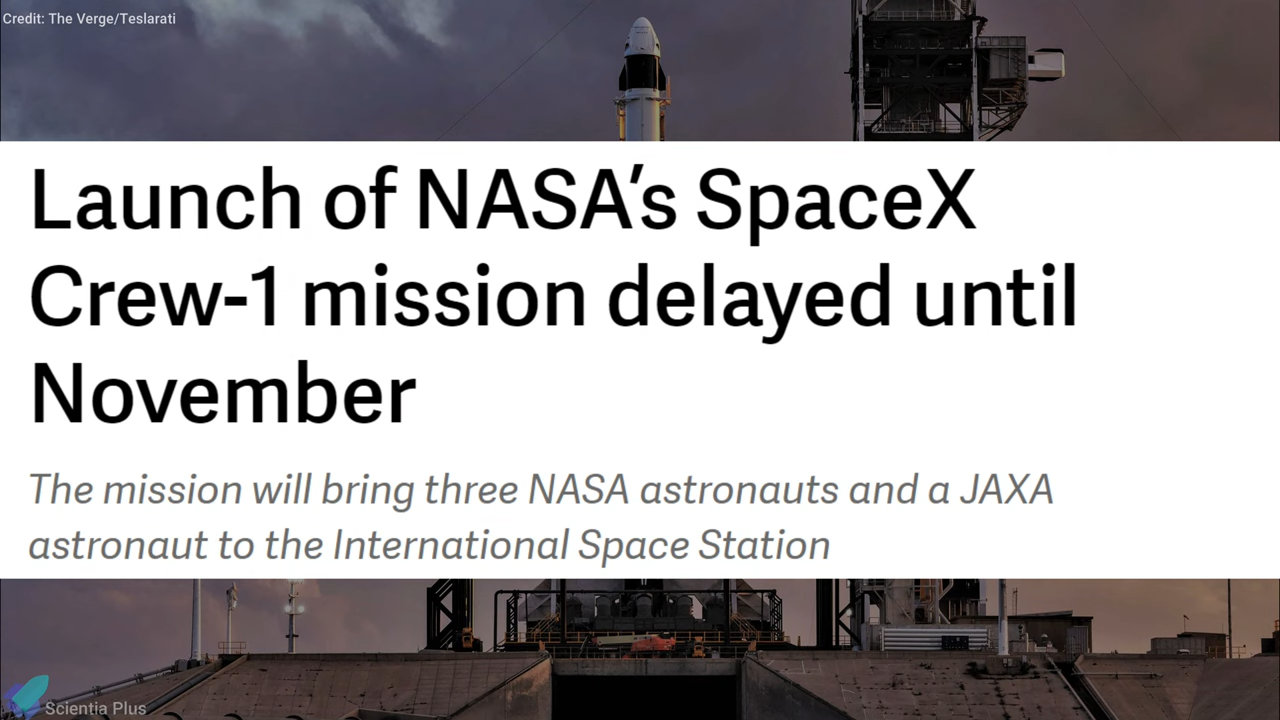 Credit: The Verge/Teslarati
Launch of NASA’s SpaceX
Crew-1 mission delayed until
November
The mission will bring three NASA astronauts and a JAXA
astronaut to the International Space Station
Scientia Plus